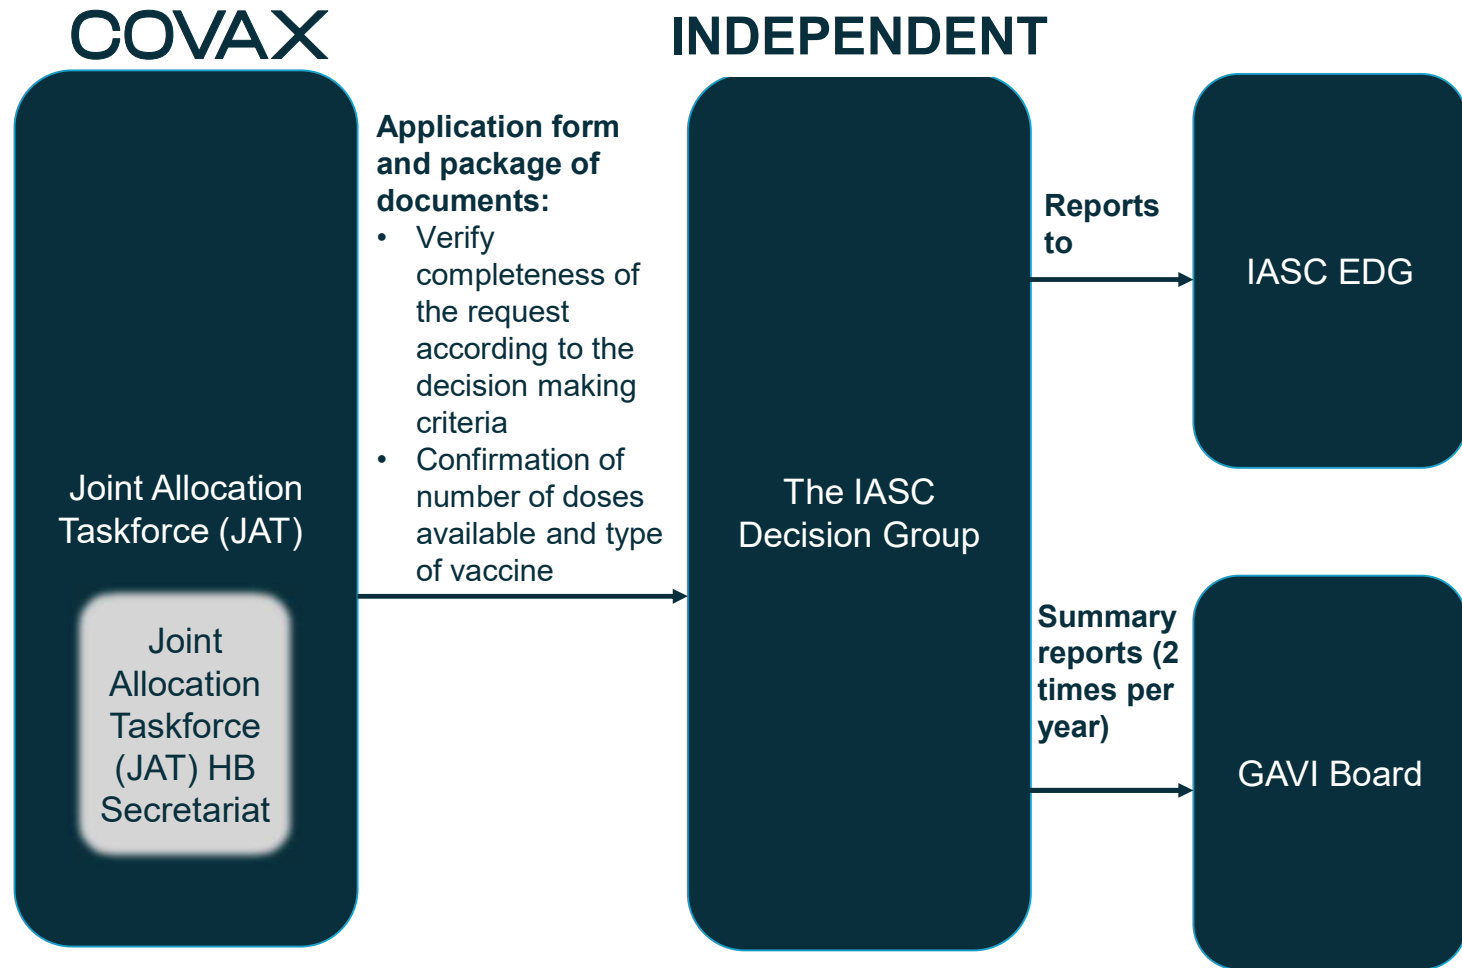 COVAX
INDEPENDENT
Joint Allocation
Taskforce (JAT)
Joint
Allocation
Taskforce
(JAT) HB
Secretariat
Application form
and package of
documents:
• Verify
completeness of
the request
according to the
decision making
criteria
• Confirmation of
number of doses
available and type
of vaccine
The IASC
Decision Group
Reports
to
IASC EDG
Summary
reports (2
times per
year)
GAVI Board